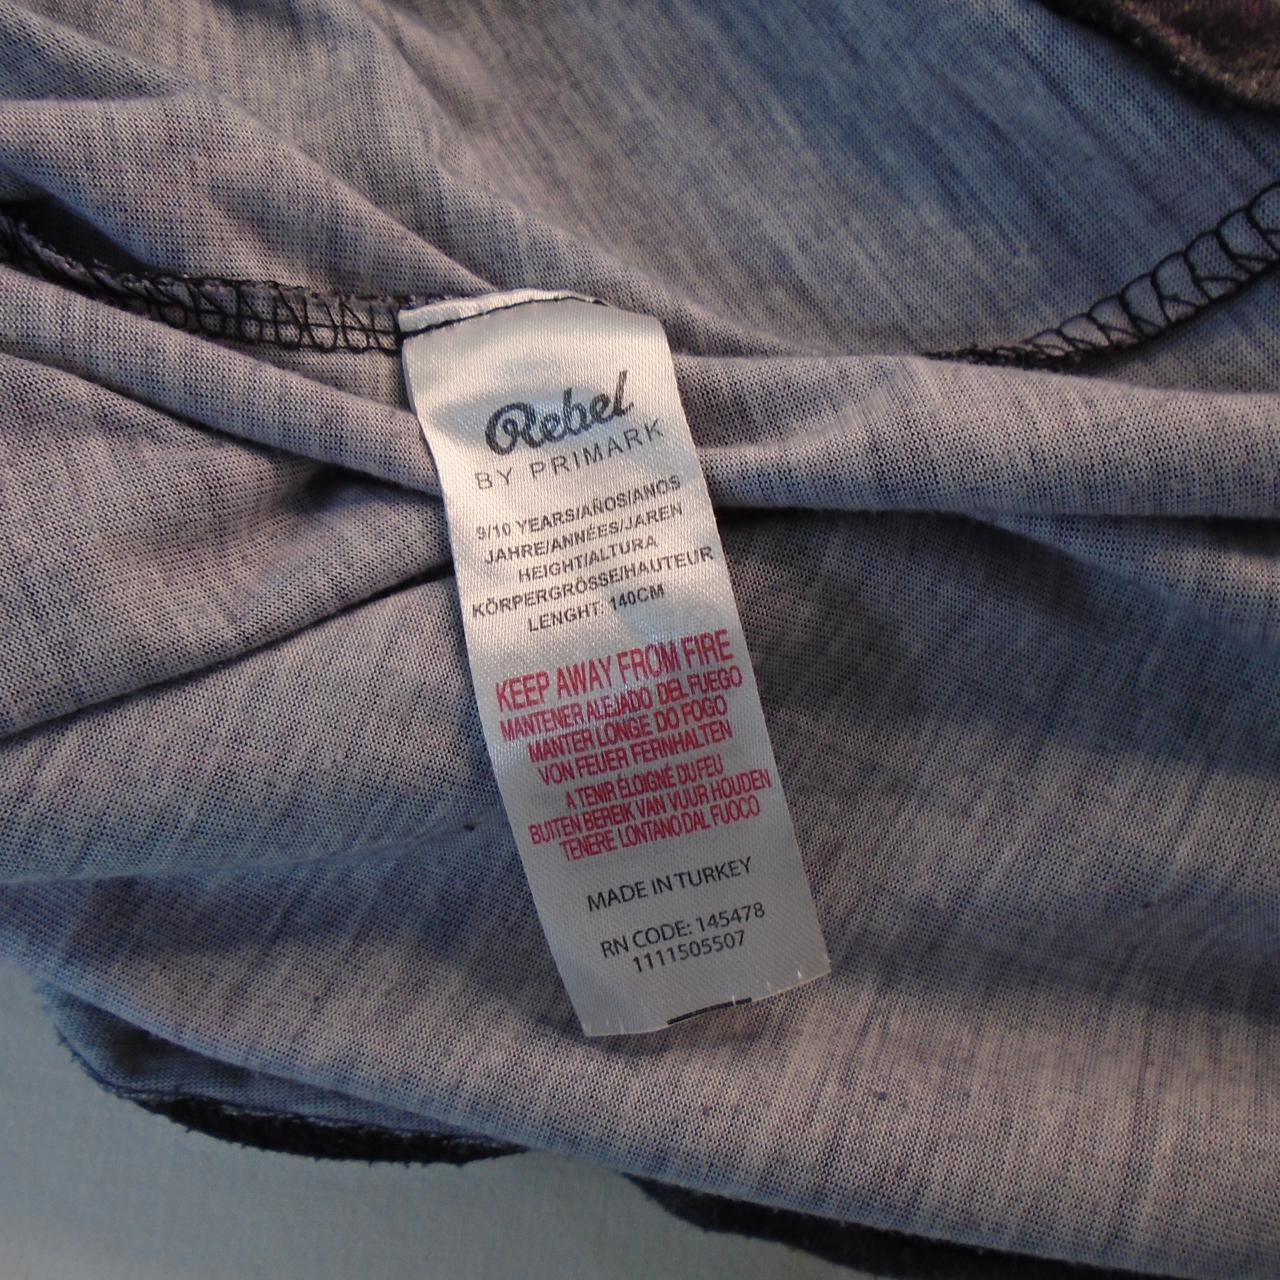 Rebel
BY PRIMARK
9/10 YEARS/AÑOS/ANOS
JAHRE/ANNÉES/JAREN
HEIGHT/ALTURA
KÖRPERGRÖSSE/HAUTEUR
LENGHT: 140CM
KEEP AWAY FROM FIRE
MANTENER ALEJADO DEL FUEGO
MANTER LONGE DO FOGO
VON FEUER FERNHALTEN
A TENIR ÉLOIGNÉ DU FEU
BUITEN BEREIK VAN VUUR HOUDEN
TENERE LONTANO DAL FUOCO
MADE IN TURKEY
RN CODE: 145478
1111505507